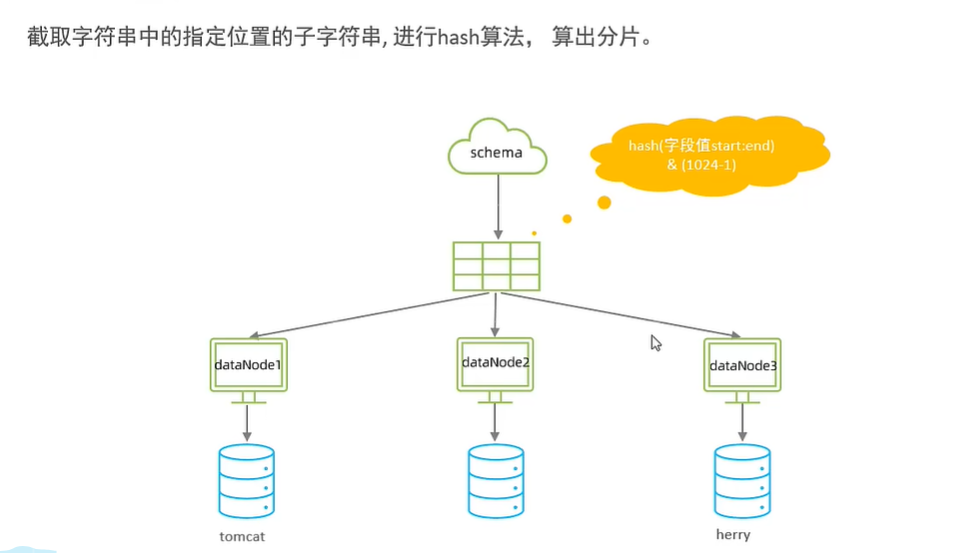 截取字符串中的指定位置的子字符串, 进行hash算法， 算出分片。
schema
hash(字段值start:end)
& (1024-1)
dataNode1
dataNode2
dataNode3
tomcat
herry